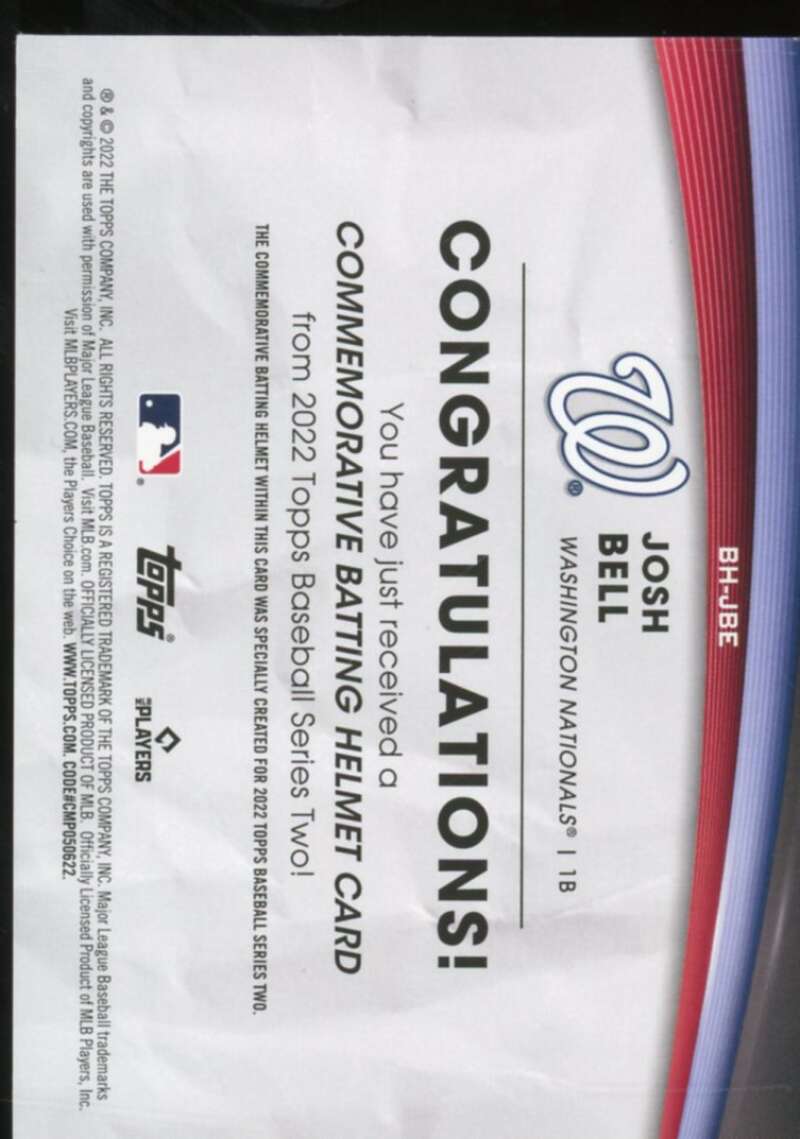 BH-JBE
JOSH
BELL
WASHINGTON NATIONALS® | 1B
CONGRATULATIONS!
You have just received a
COMMEMORATIVE BATTING HELMET CARD
from 2022 Topps Baseball Series Two!
THE COMMEMORATIVE BATTING HELMET WITHIN THIS CARD WAS SPECIALLY CREATED FOR 2022 TOPPS BASEBALL SERIES TWO.
topps®
MLB PLAYERS
® & © 2022 THE TOPPS COMPANY, INC. ALL RIGHTS RESERVED. TOPPS IS A REGISTERED TRADEMARK OF THE TOPPS COMPANY, INC. Major League Baseball trademarks
and copyrights are used with permission of Major League Baseball. Visit MLB.com. OFFICIALLY LICENSED PRODUCT OF MLB. Officially Licensed Product of MLB Players, Inc.
Visit MLBPLAYERS.COM, the Players Choice on the web. WWW.TOPPS.COM. CODE#CMP050622.